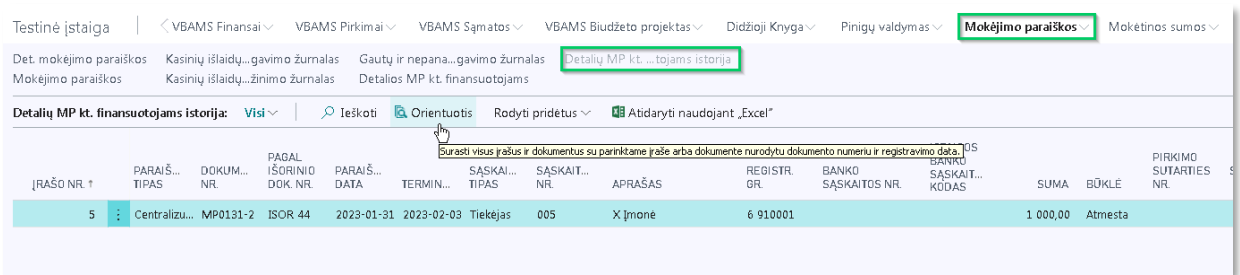 Testinė įstaiga VBAMS Finansai VBAMS Pirkimai VBAMS Sąmatos VBAMS Biudžeto projektas Didžioji Knyga Pinigų valdymas Mokėjimo paraiškos Mokėtinos sumos
Det. mokėjimo paraiškos Kasinių išlaidų...gavimo žurnalas Gautų ir nepana...gavimo žurnalas Detalių MP kt. ...tojams istorija
Mokėjimo paraiškos Kasinių išlaidų...žinimo žurnalas Detalios MP kt. finansuotojams
Detalių MP kt. finansuotojams istorija: Visi Ieškoti Orientuotis Rodyti pridėtus Atidaryti naudojant „Excel“
Surasti visus įrašus ir dokumentus su parinktame įraše arba dokumente nurodytu dokumento numeriu ir registravimo data.
ĮRAŠO NR. ↑ PARAIŠ... TIPAS DOKUM... NR. PAGAL IŠORINIO DOK. NR. PARAIŠ... DATA TERMIN... SĄSKAI... TIPAS SĄSKAIT... NR. APRAŠAS REGISTR. GR. BANKO SĄSKAITOS NR. BANKO SĄSKAIT... KODAS SUMA BŪKLĖ PIRKIMO SUTARTIES NR.
5 Centralizu... MP0131-2 ISOR 44 2023-01-31 2023-02-03 Tiekėjas 005 X Įmonė 6 910001 1 000,00 Atmesta